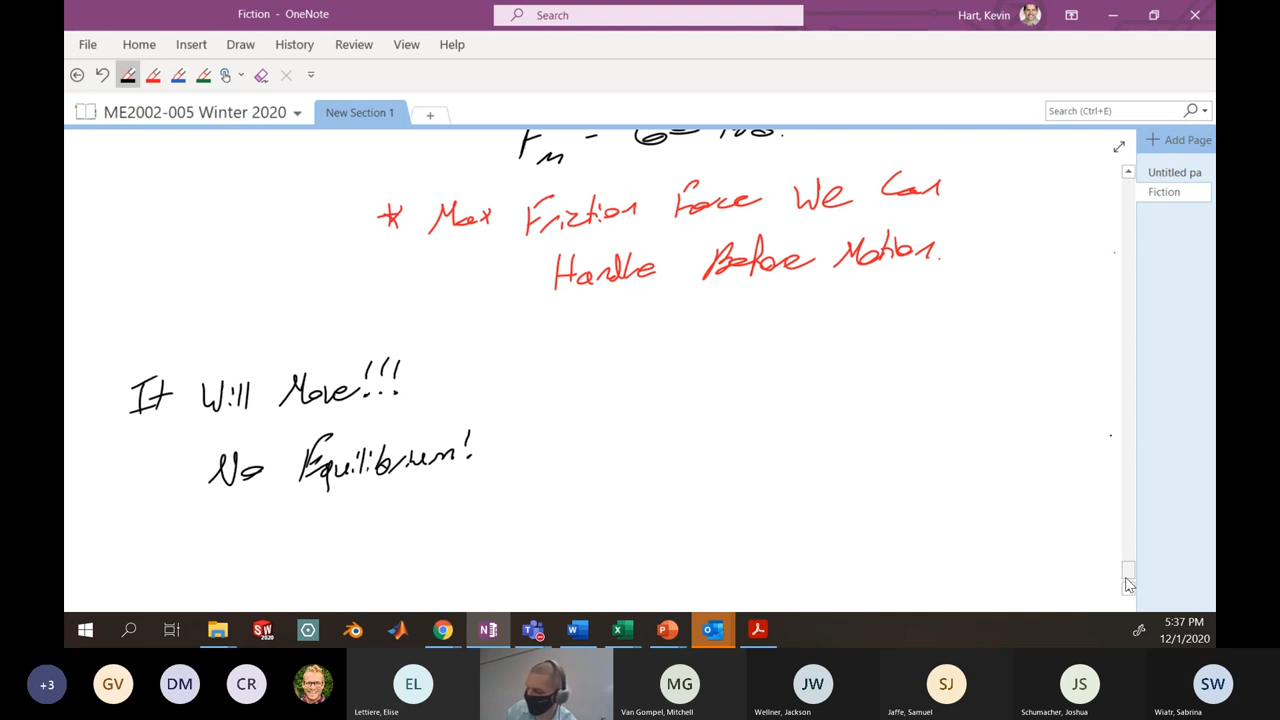 Fiction - OneNote
Search
Hart, Kevin
File Home Insert Draw History Review View Help
ME2002-005 Winter 2020
New Section 1
Search (Ctrl+E)
Add Page
Untitled pa
Fiction
* Max Friction Force We Can
Handle Before Motion.
It Will Move!!!
No Equilibrium!
5:37 PM
12/1/2020
+3 GV DM CR EL MG JW SJ JS SW
Lettiere, Elise Van Gompel, Mitchell Wellner, Jackson Jaffe, Samuel Schumacher, Joshua Wiatr, Sabrina